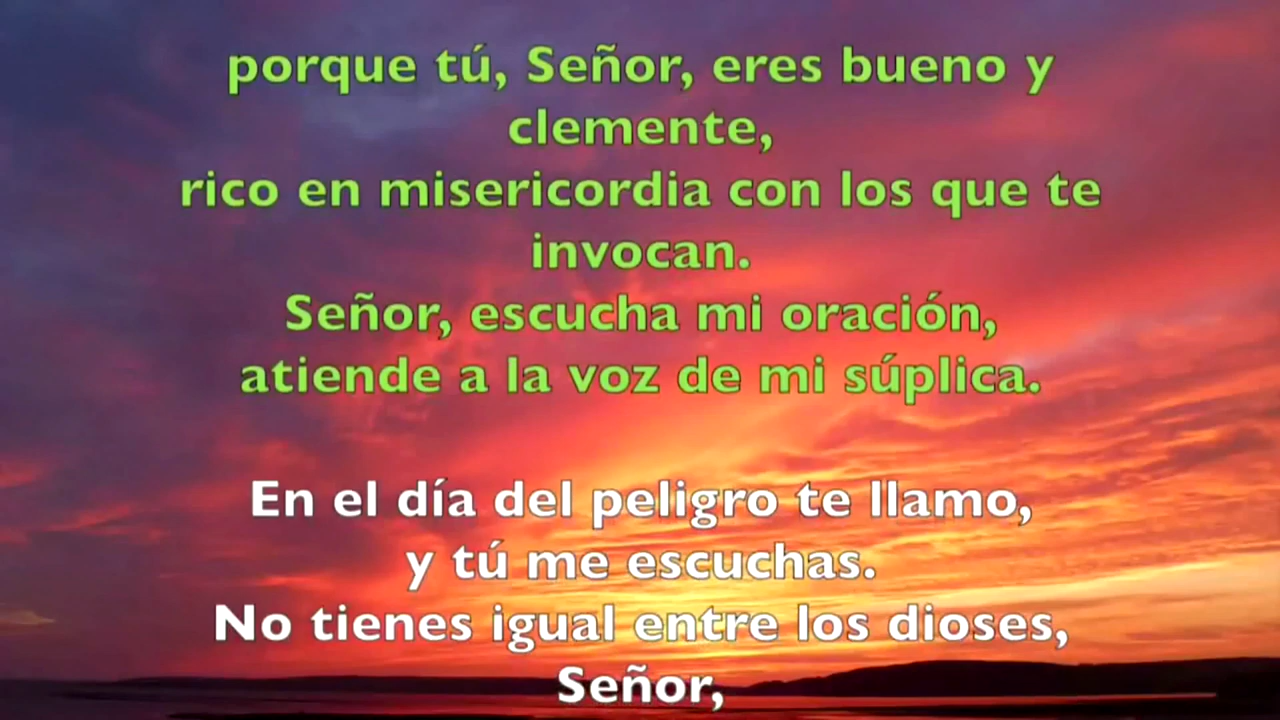 porque tú, Señor, eres bueno y
clemente,
rico en misericordia con los que te
invocan.
Señor, escucha mi oración,
atiende a la voz de mi súplica.
En el día del peligro te llamo,
y tú me escuchas.
No tienes igual entre los dioses,
Señor,